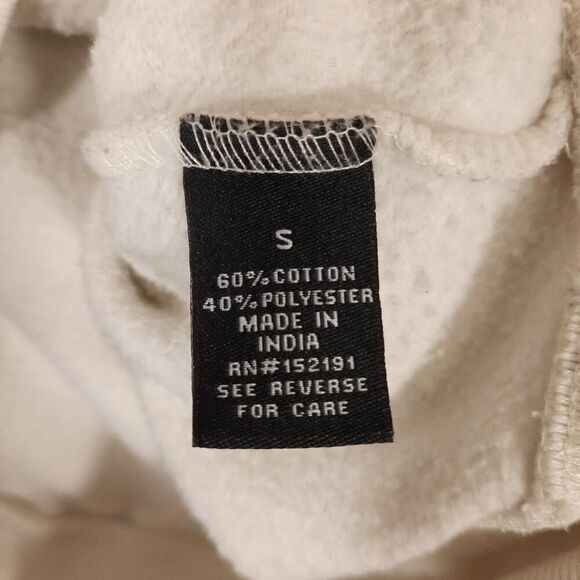 S
60% COTTON
40% POLYESTER
MADE IN
INDIA
RN#152191
SEE REVERSE
FOR CARE